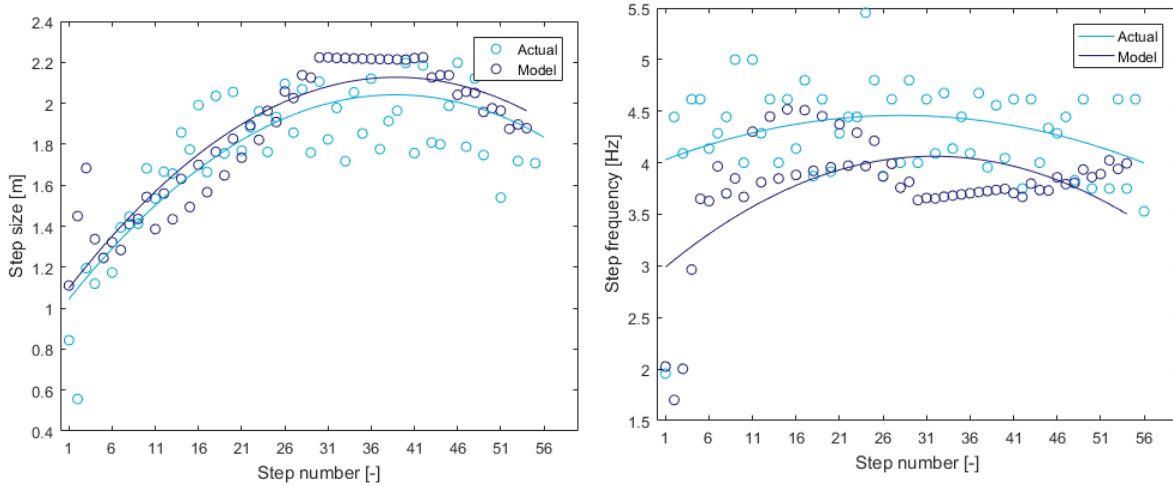 2.4
2.2
2
1.8
1.6
1.4
1.2
1
0.8
0.6
0.4
Step size [m]
Actual
Model
1 6 11 16 21 26 31 36 41 46 51 56
Step number [-]
5.5
5
4.5
4
3.5
3
2.5
2
1.5
Step frequency [Hz]
Actual
Model
1 6 11 16 21 26 31 36 41 46 51 56
Step number [-]